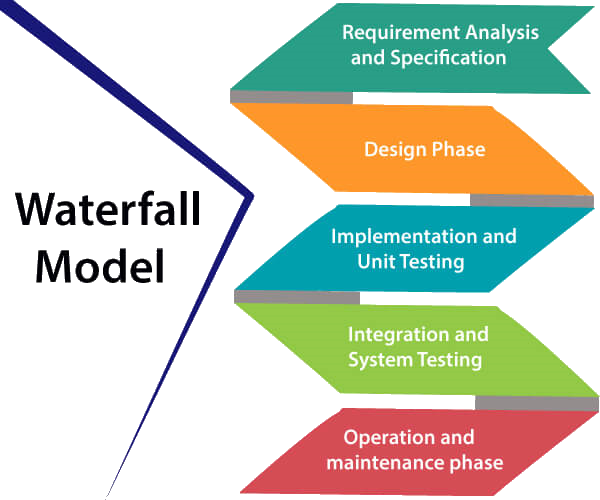 Waterfall
Model
Requirement Analysis
and Specification
Design Phase
Implementation and
Unit Testing
Integration and
System Testing
Operation and
maintenance phase